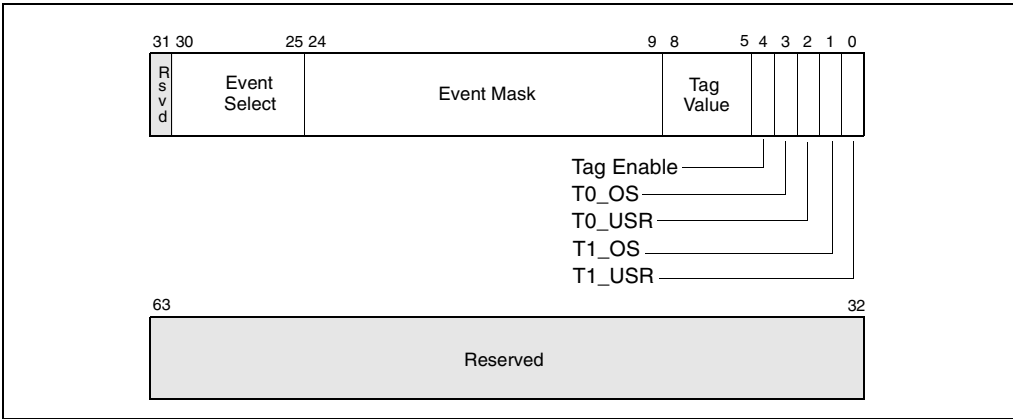 31 30 25 24 9 8 5 4 3 2 1 0
Rsvd
Event
Select
Event Mask
Tag
Value
Tag Enable
T0_OS
T0_USR
T1_OS
T1_USR
63 32
Reserved